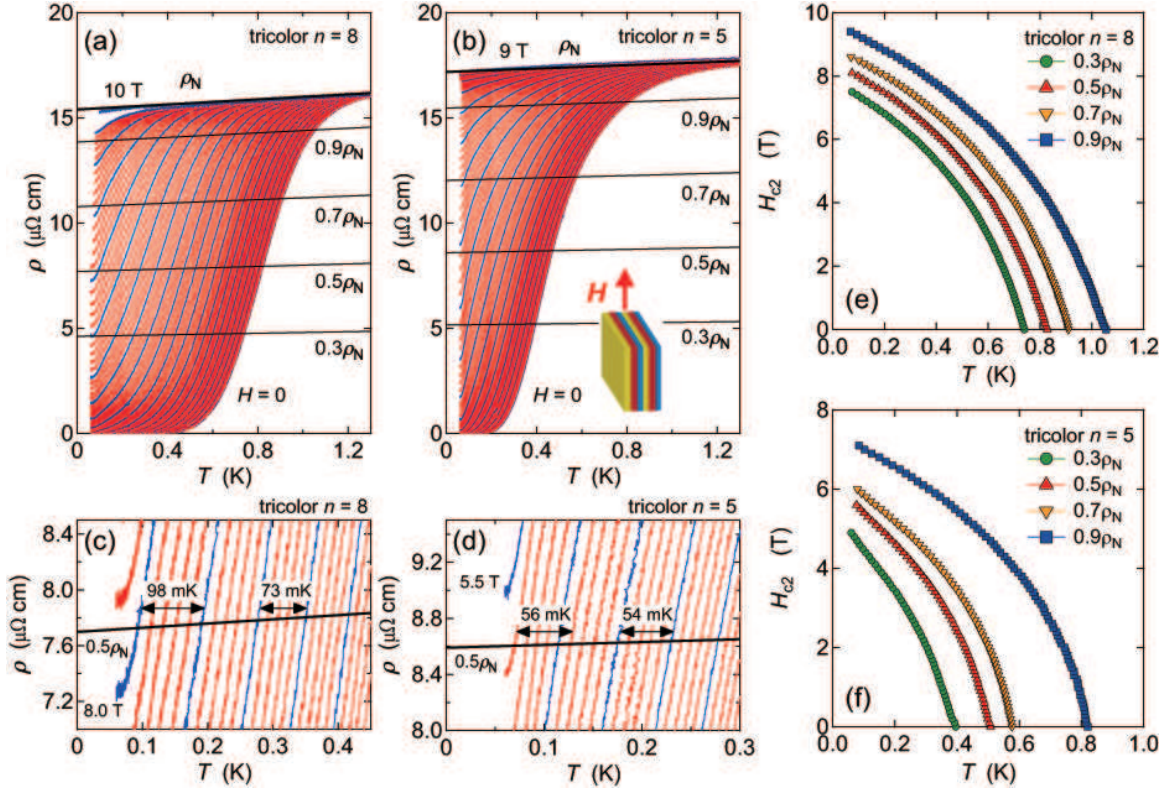 (a)
tricolor n = 8
10 T
ρN
0.9ρN
0.7ρN
0.5ρN
0.3ρN
H = 0
20
15
10
5
0
ρ (μΩ cm)
0 0.4 0.8 1.2
T (K)
(b)
tricolor n = 5
9 T
ρN
0.9ρN
0.7ρN
0.5ρN
0.3ρN
H
H = 0
20
15
10
5
0
ρ (μΩ cm)
0 0.4 0.8 1.2
T (K)
(c)
tricolor n = 8
98 mK
73 mK
0.5ρN
8.0 T
8.4
8.0
7.6
7.2
ρ (μΩ cm)
0 0.1 0.2 0.3 0.4
T (K)
(d)
tricolor n = 5
5.5 T
56 mK
54 mK
0.5ρN
9.2
8.8
8.4
8.0
ρ (μΩ cm)
0 0.1 0.2 0.3
T (K)
(e)
tricolor n = 8
0.3ρN
0.5ρN
0.7ρN
0.9ρN
10
8
6
4
2
0
Hc2 (T)
0.0 0.2 0.4 0.6 0.8 1.0 1.2
T (K)
(f)
tricolor n = 5
0.3ρN
0.5ρN
0.7ρN
0.9ρN
8
6
4
2
0
Hc2 (T)
0.0 0.2 0.4 0.6 0.8 1.0
T (K)